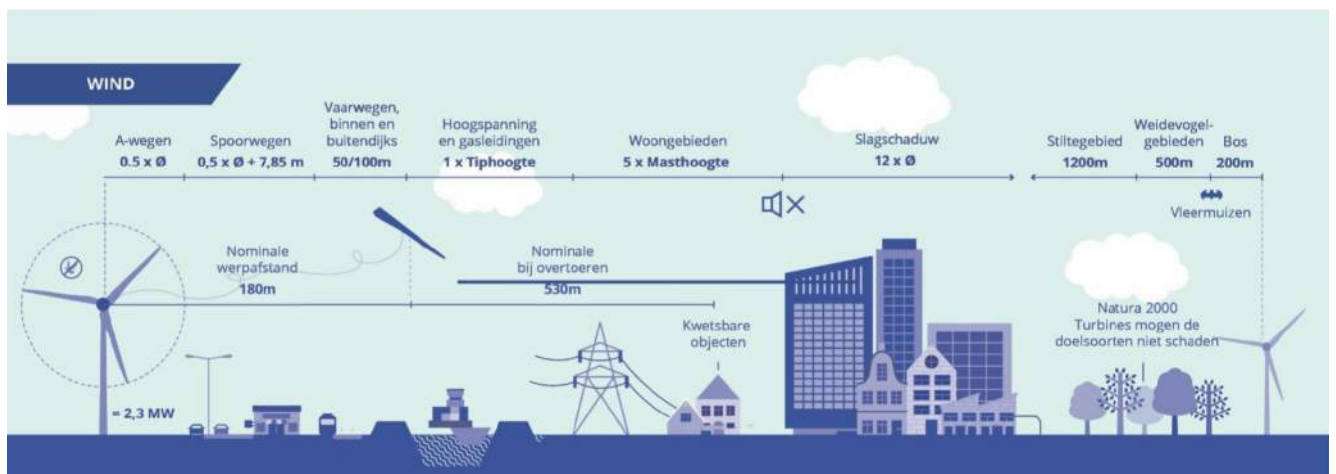 WIND
A-wegen
0.5 x Ø
Spoorwegen
0,5 x Ø + 7,85 m
Vaarwegen,
binnen en
buitendijks
50/100m
Hoogspanning
en gasleidingen
1 x Tiphoogte
Woongebieden
5 x Masthoogte
Slagschaduw
12 x Ø
Stiltegebied
1200m
Weidevogel-
gebieden
500m
Bos
200m
Vleermuizen
Nominale
werpafstand
180m
Nominale
bij overtoeren
530m
Kwetsbare
objecten
Natura 2000
Turbines mogen de
doelsoorten niet schaden
= 2,3 MW